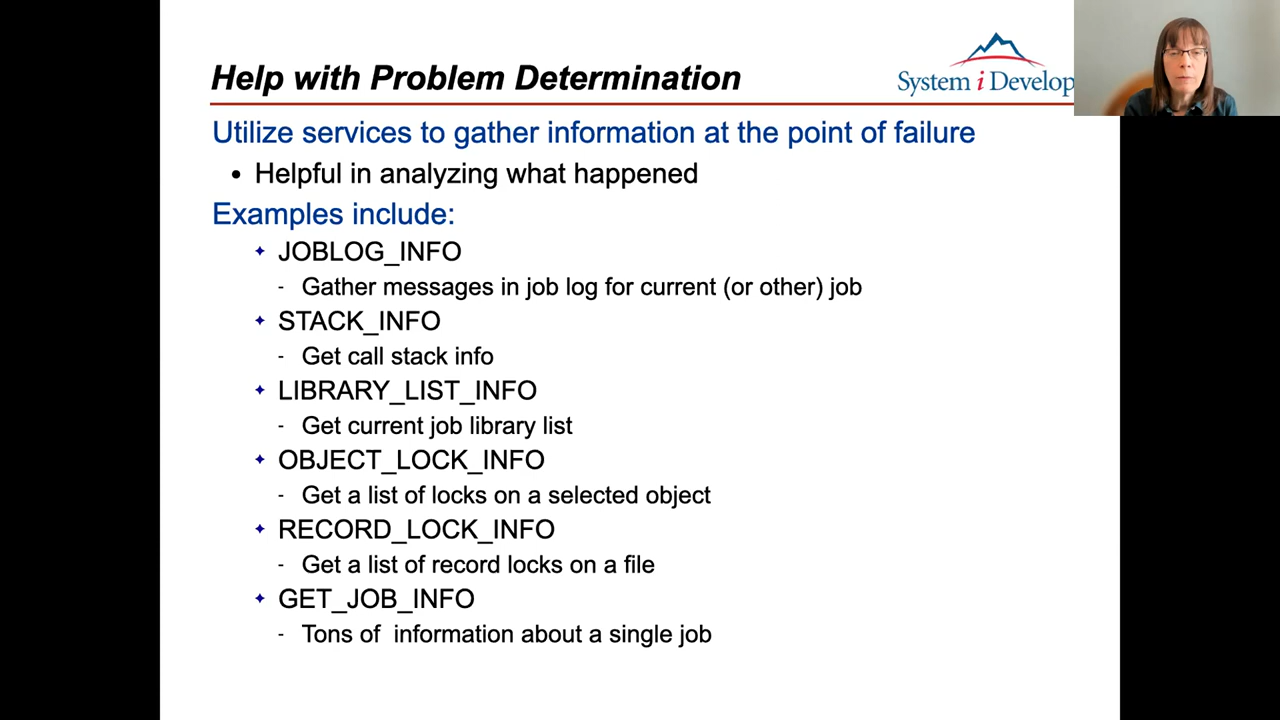 Help with Problem Determination
System i Develop
Utilize services to gather information at the point of failure
• Helpful in analyzing what happened
Examples include:
✦ JOBLOG_INFO
- Gather messages in job log for current (or other) job
✦ STACK_INFO
- Get call stack info
✦ LIBRARY_LIST_INFO
- Get current job library list
✦ OBJECT_LOCK_INFO
- Get a list of locks on a selected object
✦ RECORD_LOCK_INFO
- Get a list of record locks on a file
✦ GET_JOB_INFO
- Tons of  information about a single job